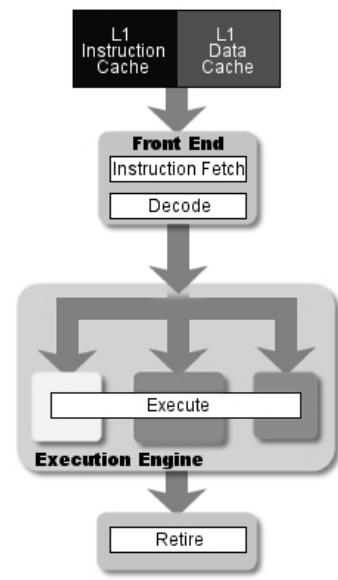 L1
Instruction
Cache
L1
Data
Cache
Front End
Instruction Fetch
Decode
Execute
Execution Engine
Retire